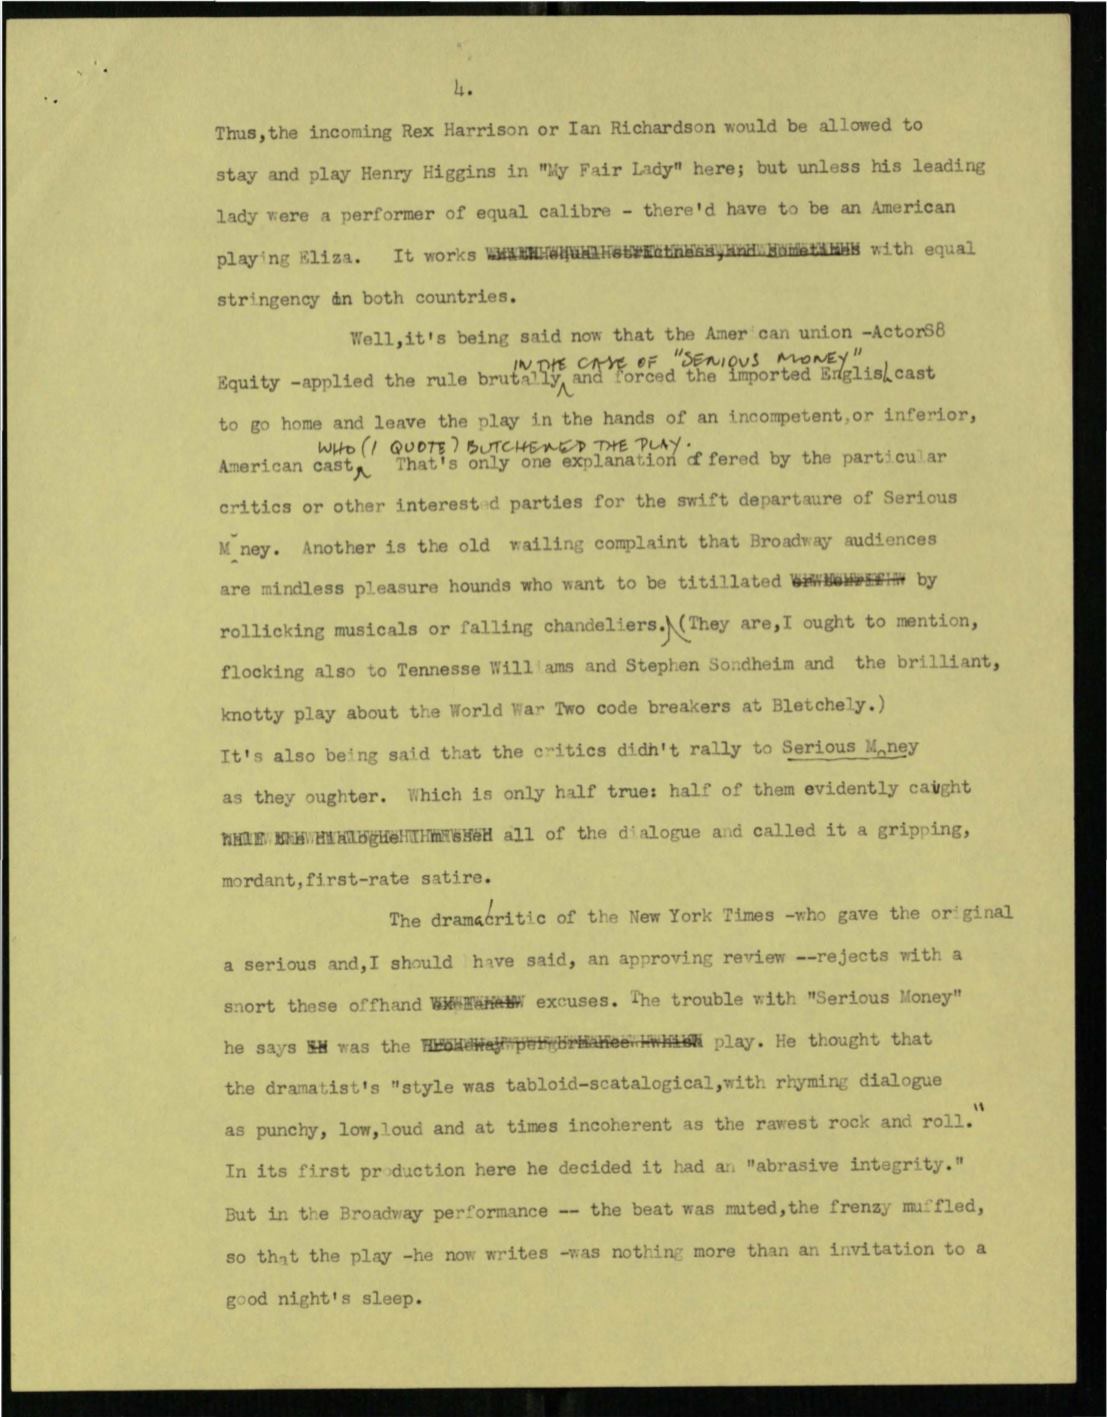 4.
Thus,the incoming Rex Harrison or Ian Richardson would be allowed to
stay and play Henry Higgins in "My Fair Lady" here; but unless his leading
lady were a performer of equal calibre - there'd have to be an American
playing Eliza. It works with equal
stringency in both countries.
Well,it's being said now that the American union -ActorS8
IN THE CASE OF "SERIOUS MONEY"
Equity -applied the rule brutally, and forced the imported English cast
to go home and leave the play in the hands of an incompetent,or inferior,
WHO (I QUOTE) BUTCHERED THE PLAY.
American cast. That's only one explanation offered by the particular
critics or other interested parties for the swift departaure of Serious
Money. Another is the old wailing complaint that Broadway audiences
are mindless pleasure hounds who want to be titillated by
rollicking musicals or falling chandeliers.) (They are,I ought to mention,
flocking also to Tennesse Williams and Stephen Sondheim and the brilliant,
knotty play about the World War Two code breakers at Bletchely.)
It's also being said that the critics didn't rally to Serious Money
as they oughter. Which is only half true: half of them evidently caught
all of the dialogue and called it a gripping,
mordant,first-rate satire.
The drama critic of the New York Times -who gave the original
a serious and,I should have said, an approving review --rejects with a
snort these offhand excuses. The trouble with "Serious Money"
he says was the play. He thought that
the dramatist's "style was tabloid-scatalogical,with rhyming dialogue
as punchy, low,loud and at times incoherent as the rawest rock and roll."
In its first production here he decided it had an "abrasive integrity."
But in the Broadway performance -- the beat was muted,the frenzy muffled,
so that the play -he now writes -was nothing more than an invitation to a
good night's sleep.